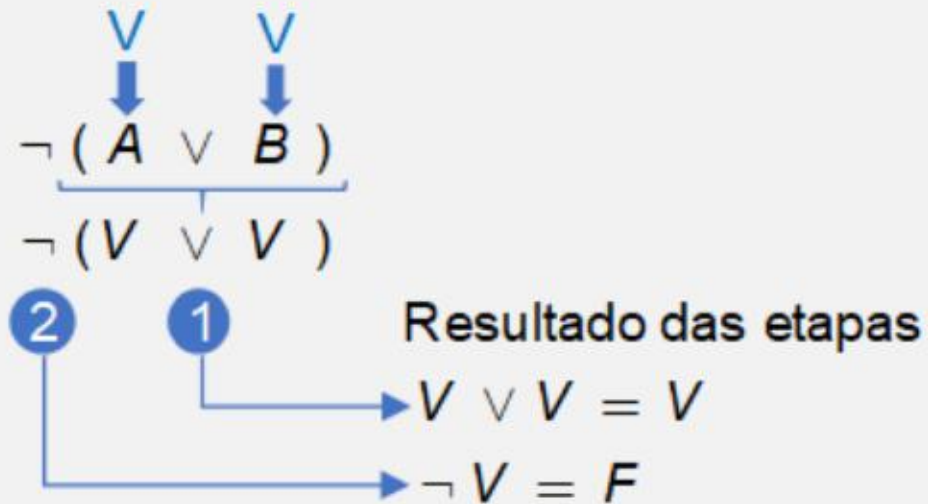 V V
¬ ( A ∨ B )
¬ ( V ∨ V )
2 1 Resultado das etapas
V ∨ V = V
¬ V = F